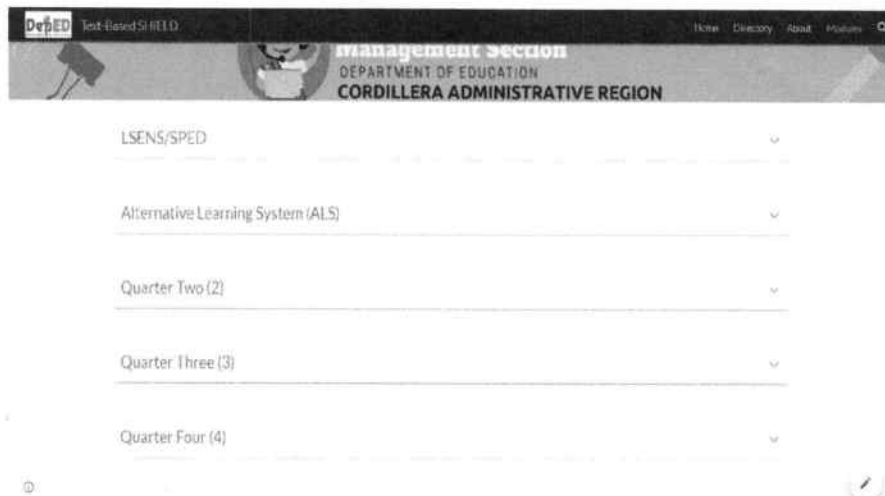 DepED Text-Based SHIELD Home Directory About Modules
Management Section
DEPARTMENT OF EDUCATION
CORDILLERA ADMINISTRATIVE REGION
LSENS/SPED
Alternative Learning System (ALS)
Quarter Two (2)
Quarter Three (3)
Quarter Four (4)